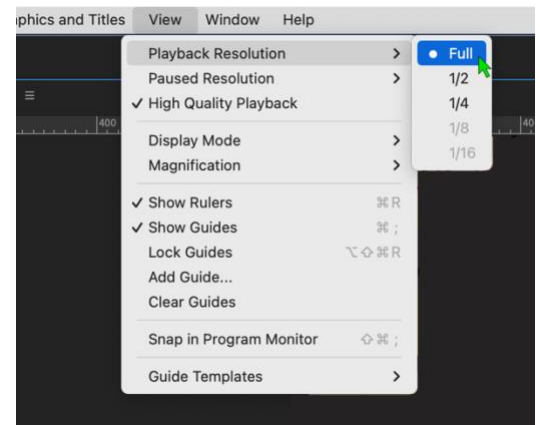 aphics and Titles View Window Help
Playback Resolution > • Full
Paused Resolution > 1/2
✓ High Quality Playback 1/4
1/8
400 40
Display Mode >
1/16
Magnification >
✓ Show Rulers ⌘ R
✓ Show Guides ⌘ ;
Lock Guides ⌥⇧⌘ R
Add Guide...
Clear Guides
Snap in Program Monitor ⇧⌘ ;
Guide Templates >